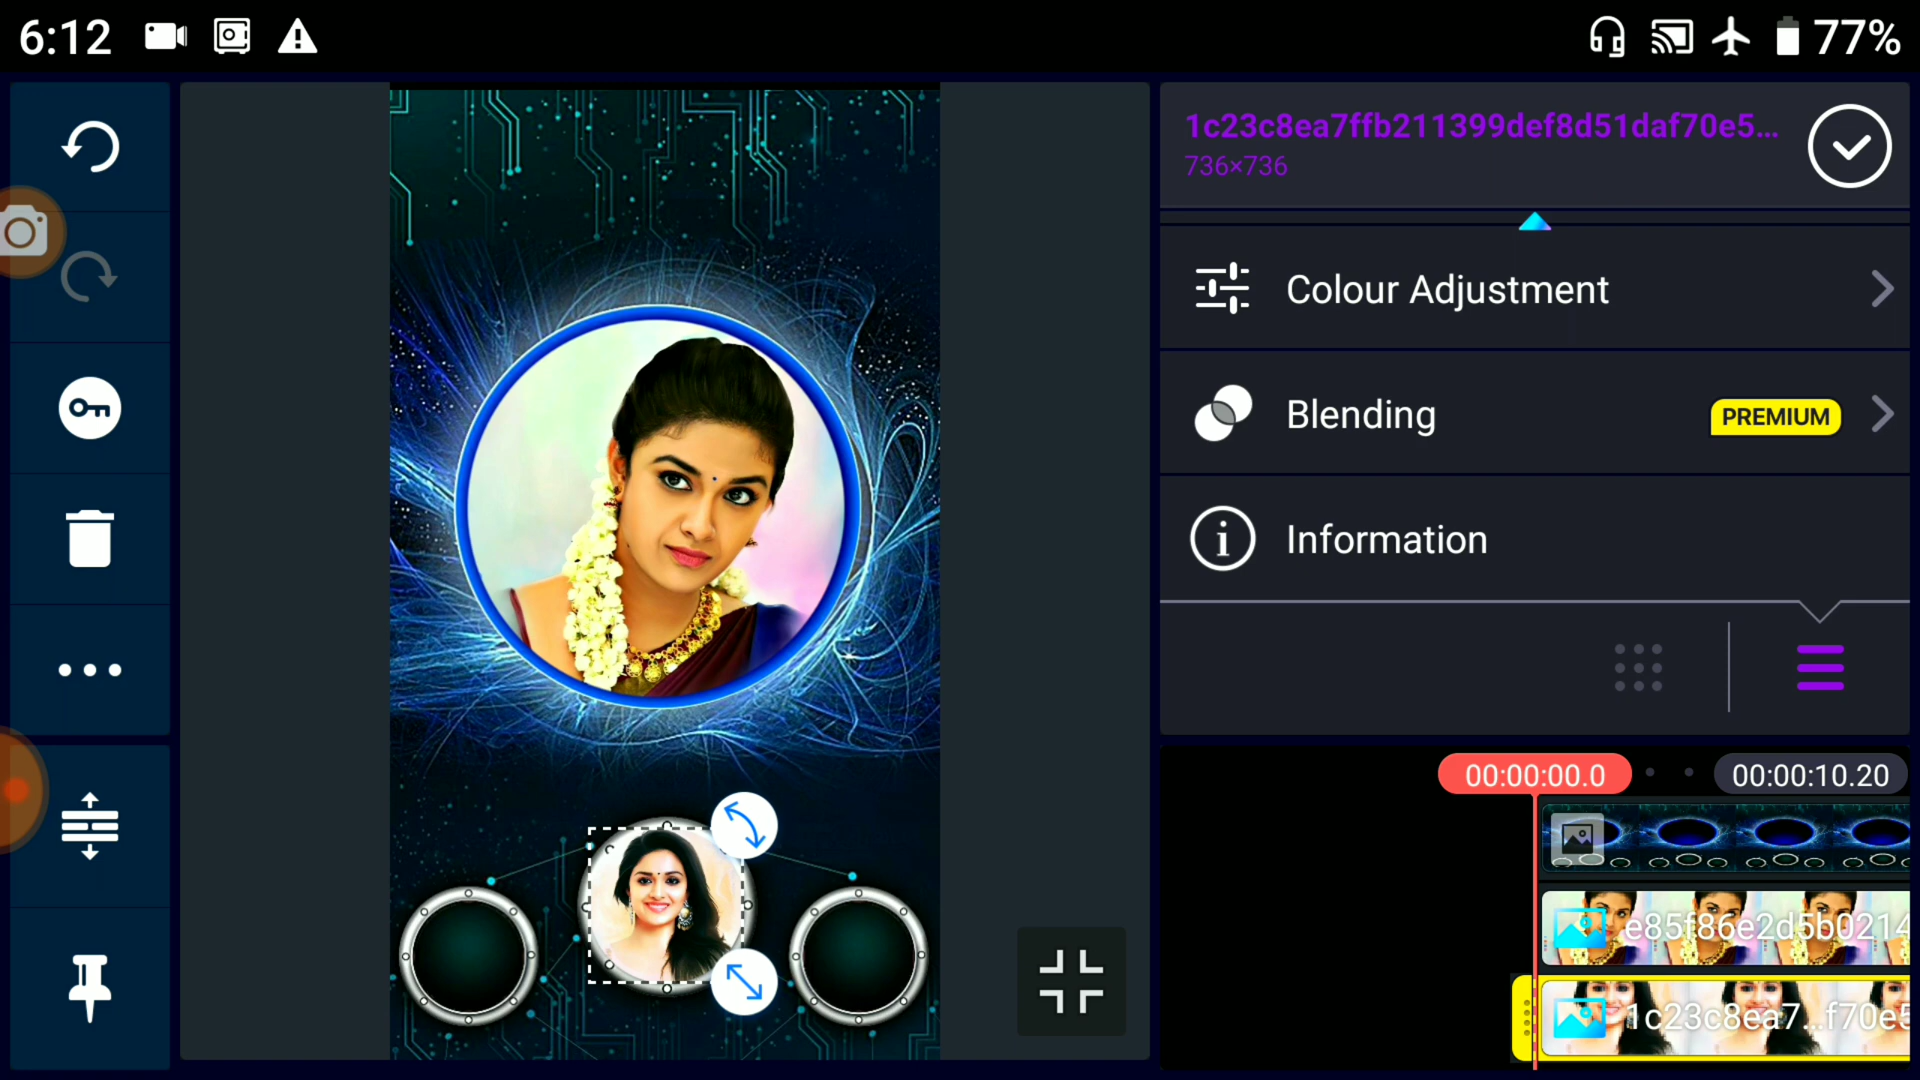 6:12
77%
1c23c8ea7ffb211399def8d51daf70e5...
736×736
Colour Adjustment
Blending
PREMIUM
Information
00:00:00.0
00:00:10.20
e85f86e2d5b0214
1c23c8ea7...f70e5